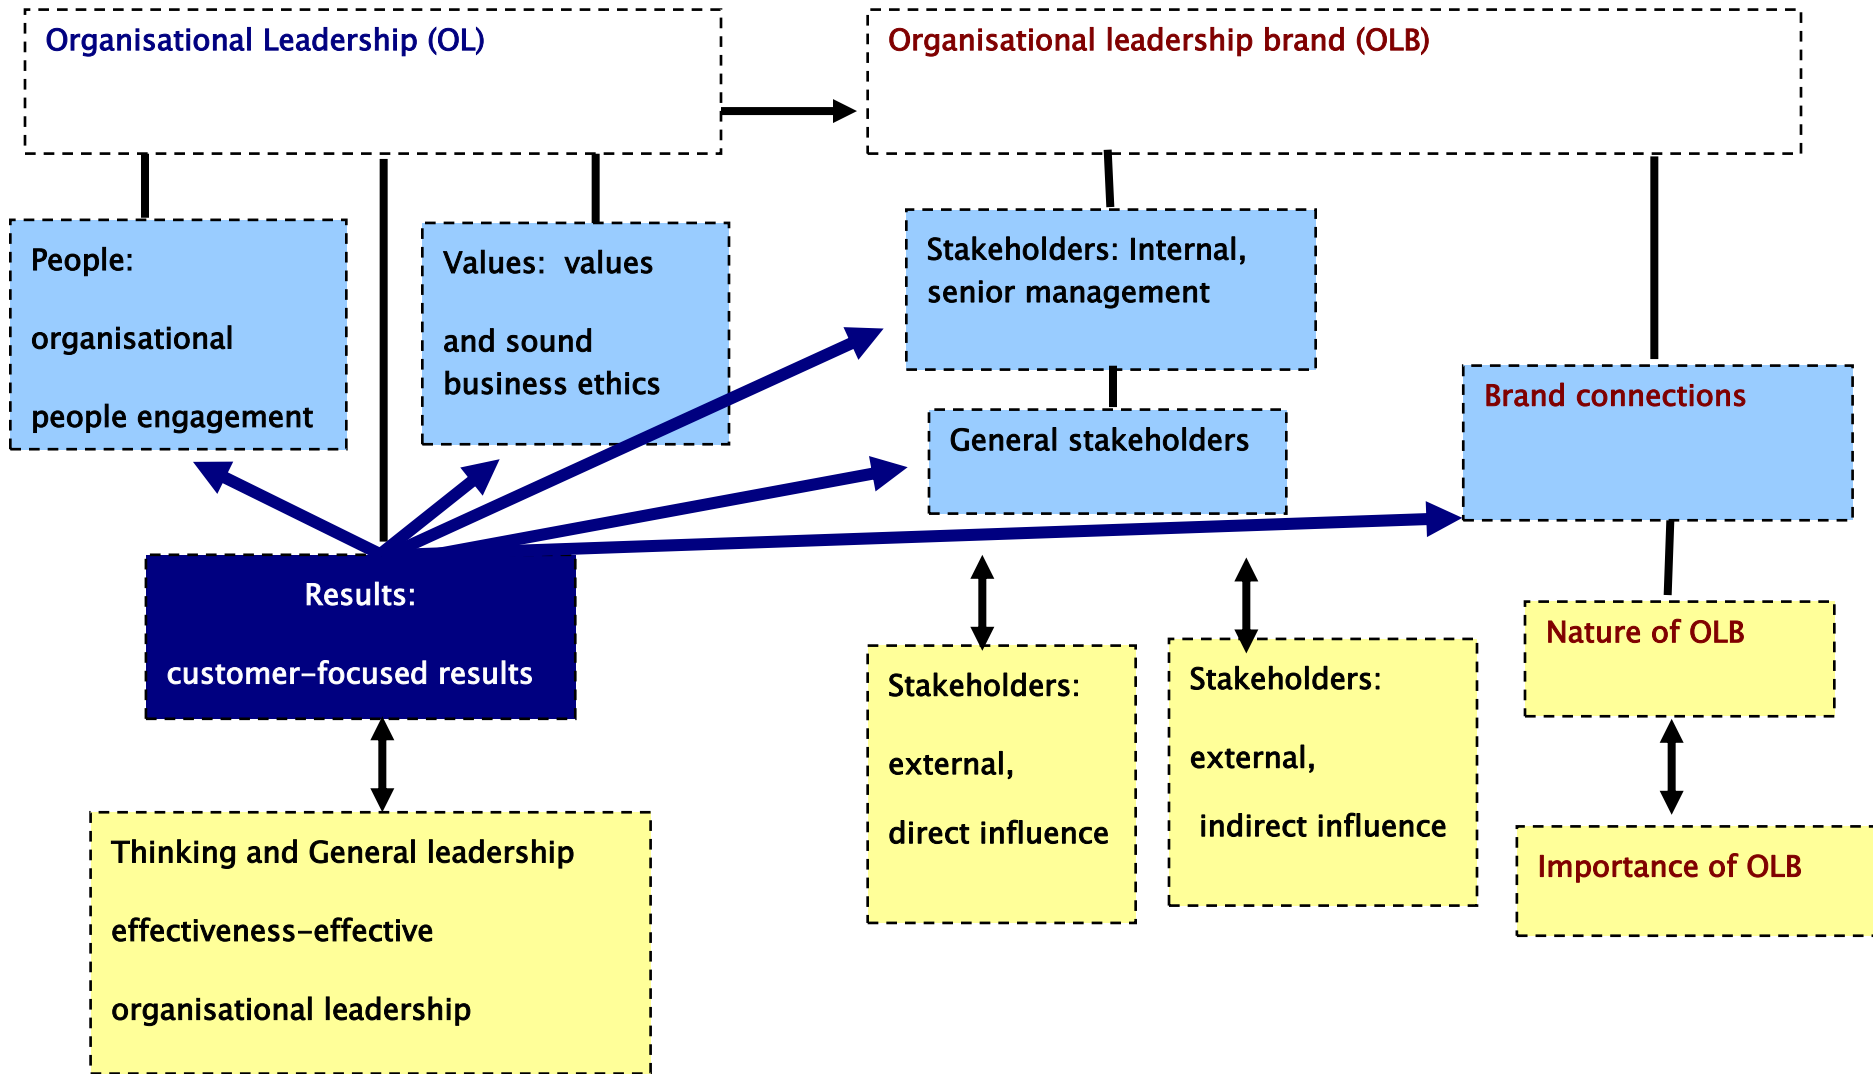 Organisational Leadership (OL)
Organisational leadership brand (OLB)
People:
organisational
people engagement
Values:  values
and sound
business ethics
Stakeholders: Internal,
senior management
General stakeholders
Brand connections
Results:
customer-focused results
Thinking and General leadership
effectiveness-effective
organisational leadership
Stakeholders:
external,
direct influence
Stakeholders:
external,
indirect influence
Nature of OLB
Importance of OLB